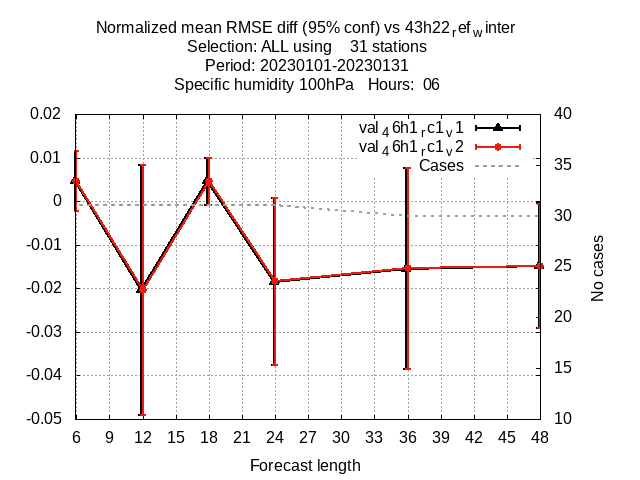 Normalized mean RMSE diff (95% conf) vs 43h22ᵣef_winter
Selection: ALL using    31 stations
Period: 20230101-20230131
Specific humidity 100hPa   Hours:  06
0.02
0.01
0
-0.01
-0.02
-0.03
-0.04
-0.05
val₄6h1ᵣc1ᵥ1
val₄6h1ᵣc1ᵥ2
Cases
40
35
30
25
20
15
10
No cases
6 9 12 15 18 21 24 27 30 33 36 39 42 45 48
Forecast length